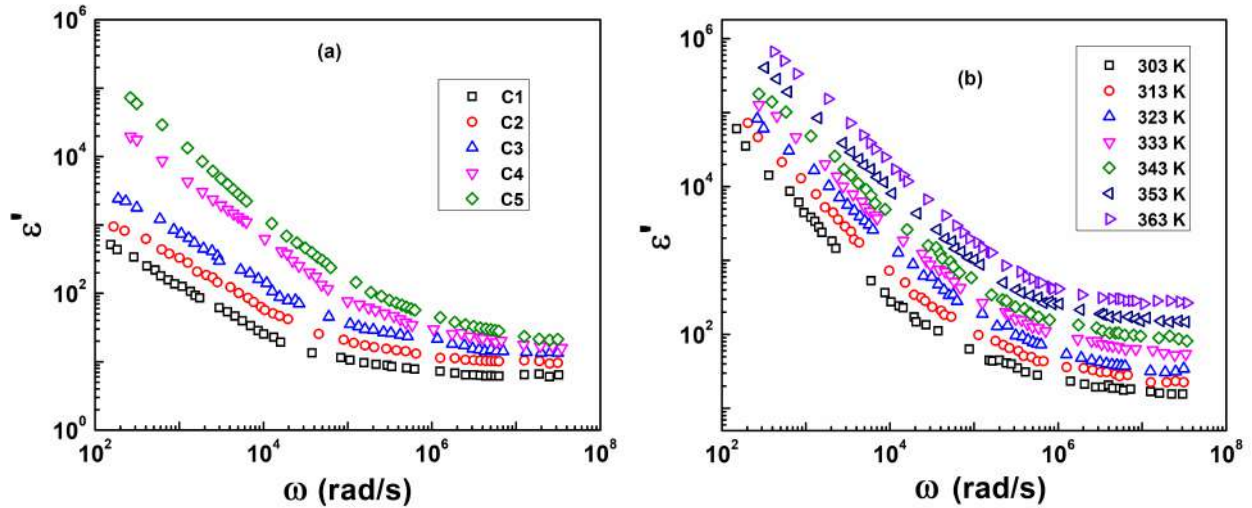 (a)
10^6
10^4
10^2
10^0
ε'
C1
C2
C3
C4
C5
10^2 10^4 10^6 10^8
ω (rad/s)
(b)
10^6
10^4
10^2
ε'
303 K
313 K
323 K
333 K
343 K
353 K
363 K
10^2 10^4 10^6 10^8
ω (rad/s)